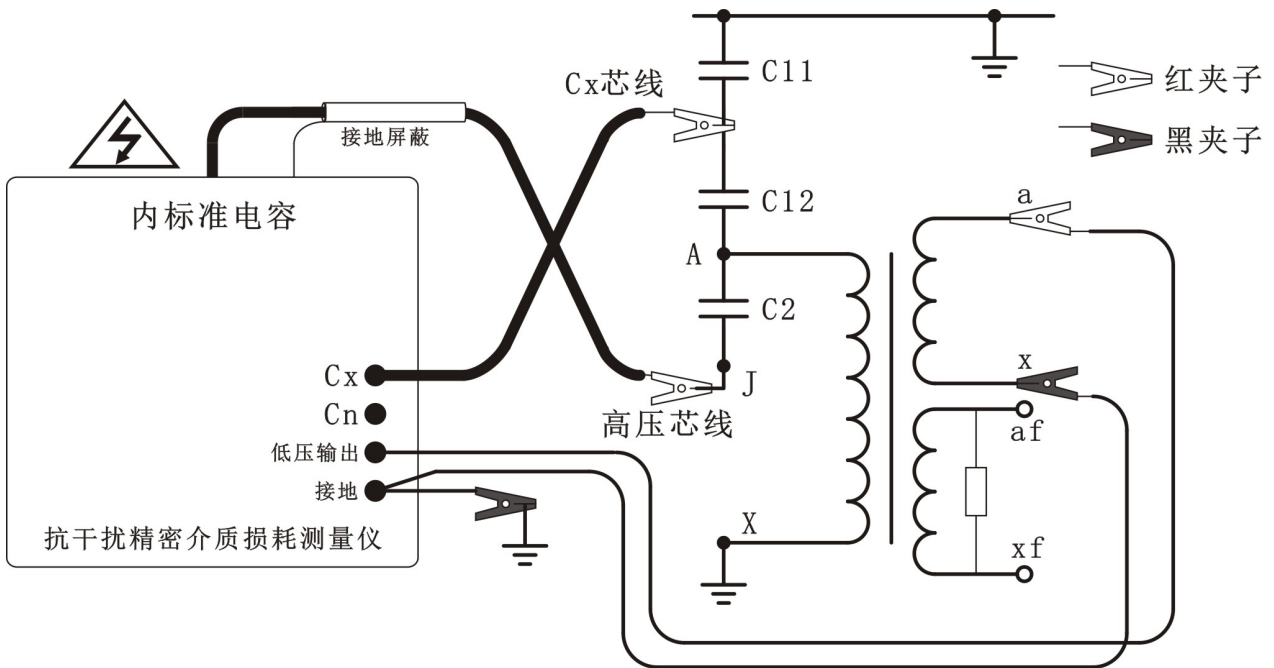 C11
Cx芯线
红夹子
接地屏蔽
黑夹子
内标准电容
C12
a
A
C2
x
Cx
J
Cn
高压芯线
af
低压输出
接地
X
抗干扰精密介质损耗测量仪
xf